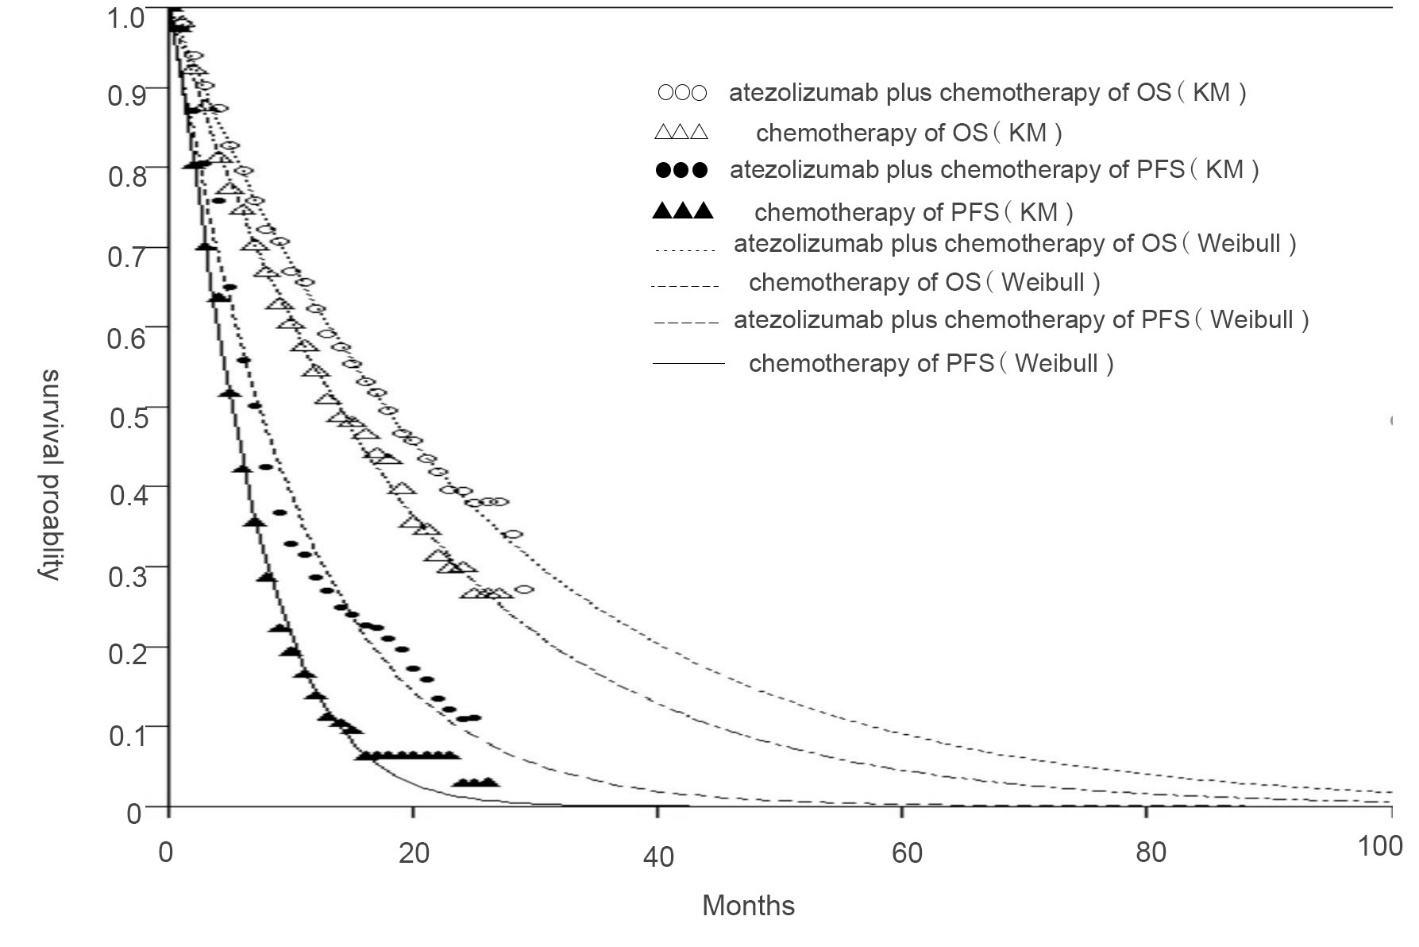 1.0
0.9
0.8
0.7
0.6
0.5
0.4
0.3
0.2
0.1
0
survival proablity
atezolizumab plus chemotherapy of OS( KM )
chemotherapy of OS( KM )
atezolizumab plus chemotherapy of PFS( KM )
chemotherapy of PFS( KM )
atezolizumab plus chemotherapy of OS( Weibull )
chemotherapy of OS( Weibull )
atezolizumab plus chemotherapy of PFS( Weibull )
chemotherapy of PFS( Weibull )
0 20 40 60 80 100
Months